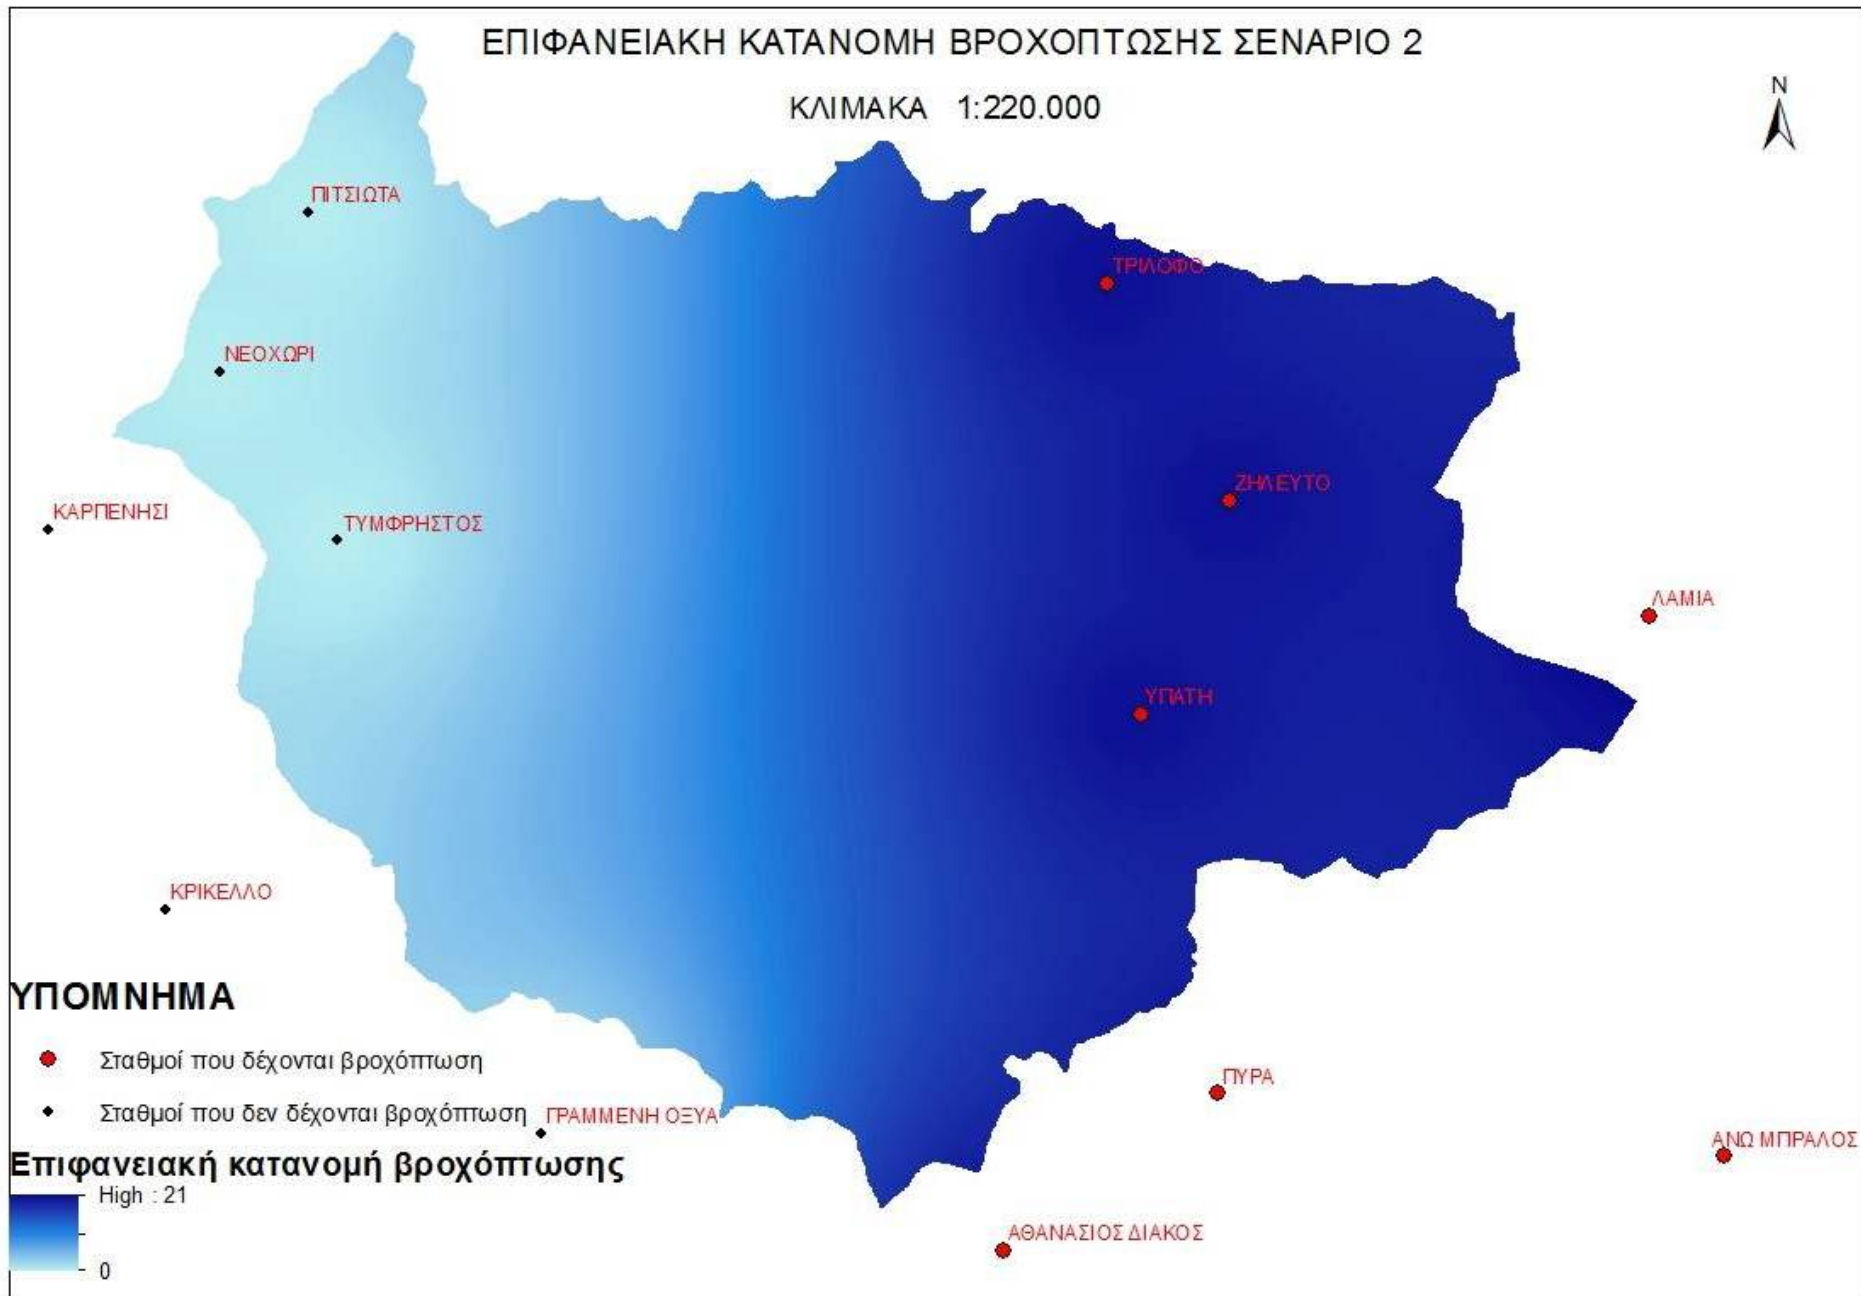 ΕΠΙΦΑΝΕΙΑΚΗ ΚΑΤΑΝΟΜΗ ΒΡΟΧΟΠΤΩΣΗΣ ΣΕΝΑΡΙΟ 2
ΚΛΙΜΑΚΑ 1:220.000
N
ΠΙΤΣΙΩΤΑ
ΤΡΙΛΟΦΟ
ΝΕΟΧΩΡΙ
ΖΗΛΕΥΤΟ
ΚΑΡΠΕΝΗΣΙ
ΤΥΜΦΡΗΣΤΟΣ
ΛΑΜΙΑ
ΥΠΑΤΗ
ΚΡΙΚΕΛΛΟ
ΥΠΟΜΝΗΜΑ
Σταθμοί που δέχονται βροχόπτωση
ΠΥΡΑ
Σταθμοί που δεν δέχονται βροχόπτωση
ΓΡΑΜΜΕΝΗ ΟΞΥΑ
ΑΝΩ ΜΠΡΑΛΟΣ
Επιφανειακή κατανομή βροχόπτωσης
High : 21
ΑΘΑΝΑΣΙΟΣ ΔΙΑΚΟΣ
0